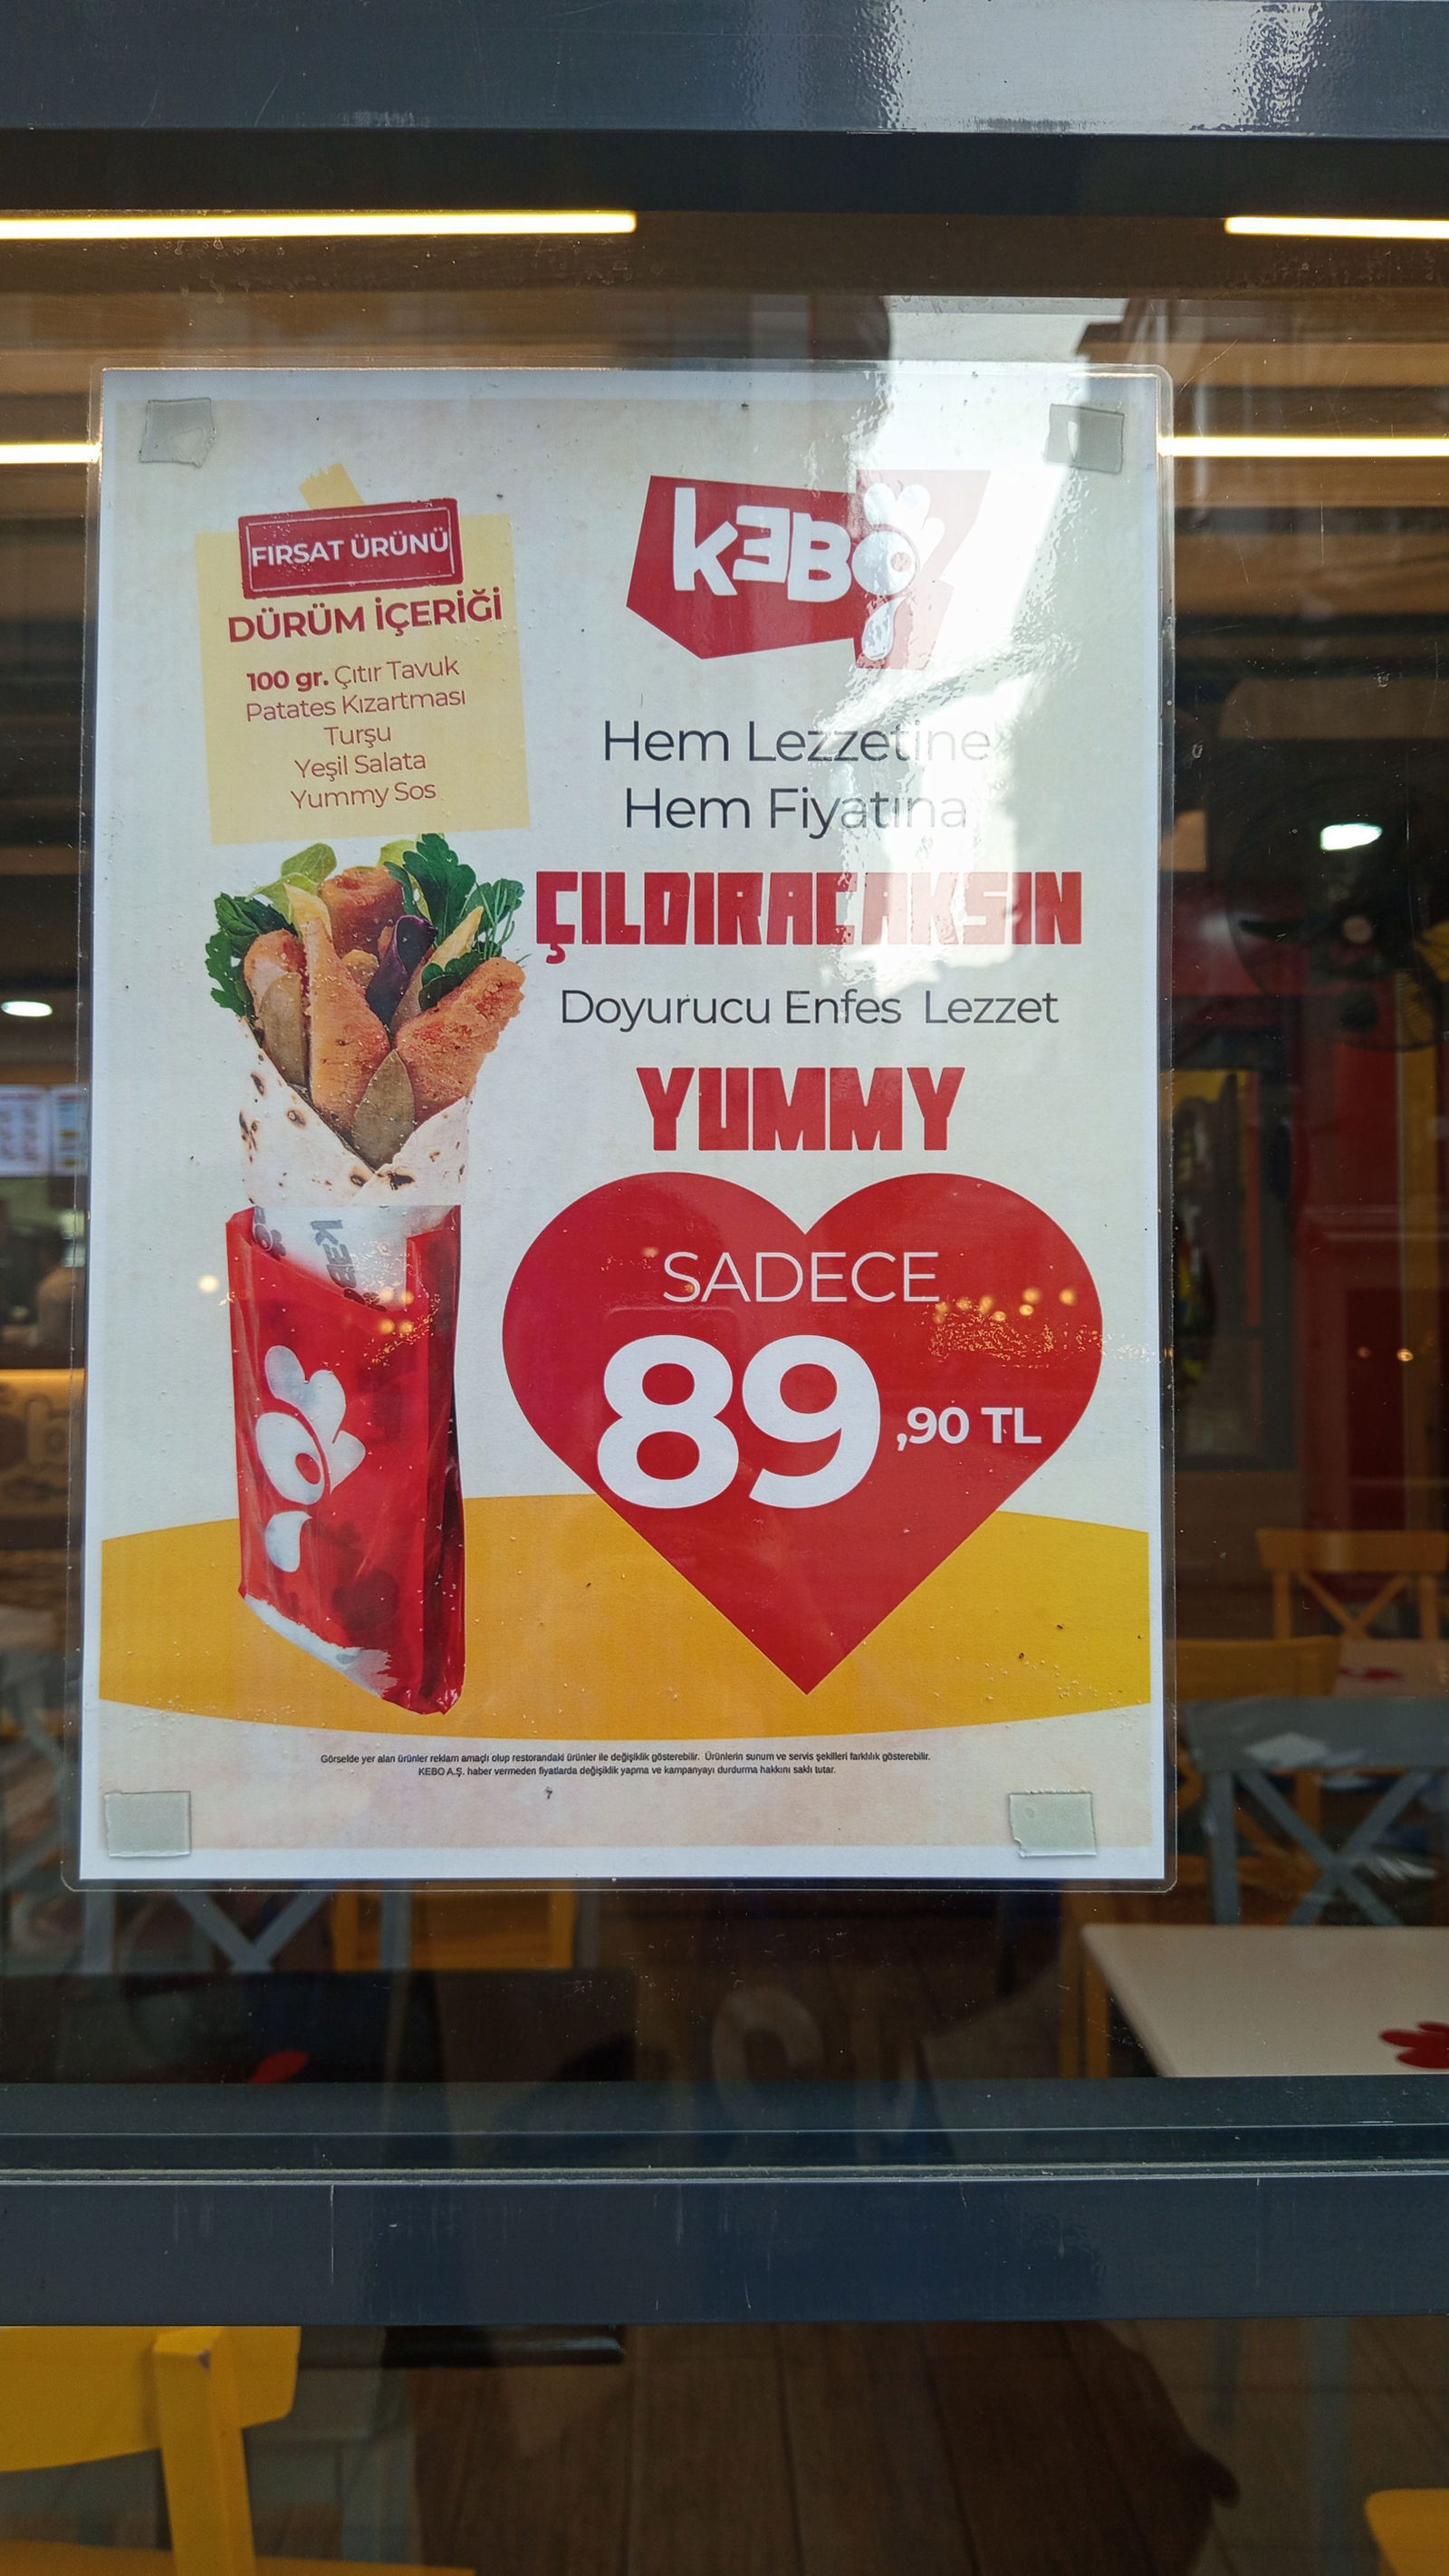 FIRSAT ÜRÜNÜ
DÜRÜM İÇERİĞİ
100 gr. Çıtır Tavuk
Patates Kızartması
Turşu
Yeşil Salata
Yummy Sos
KEBO
Hem Lezzetine
Hem Fiyatına
ÇILDIRACAKSIN
Doyurucu Enfes Lezzet
YUMMY
SADECE
89,90 TL
KEBO
Görselde yer alan ürünler reklam amaçlı olup restorandaki ürünler ile değişiklik gösterebilir. Ürünlerin sunum ve servis şekilleri farklılık gösterebilir.
KEBO A.Ş. haber vermeden fiyatlarda değişiklik yapma ve kampanyayı durdurma hakkını saklı tutar.